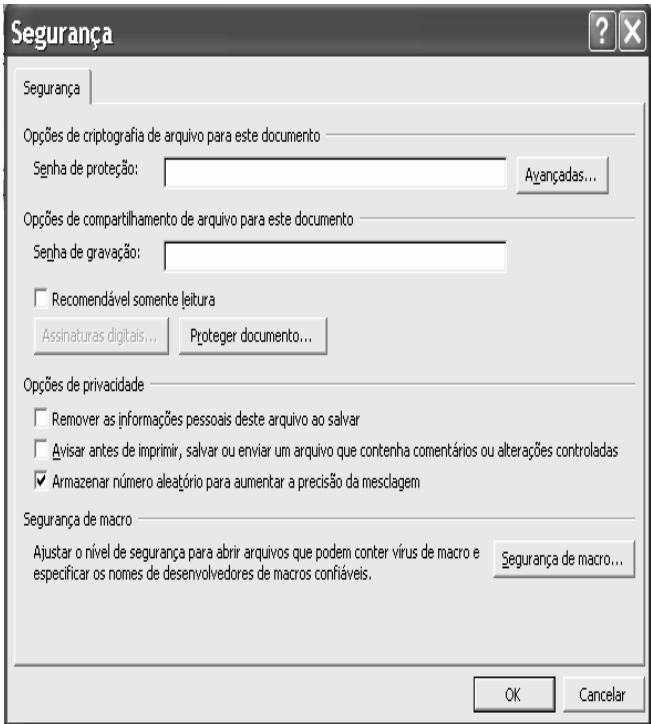 Segurança
Segurança
Opções de criptografia de arquivo para este documento
Senha de proteção:
Avançadas...
Opções de compartilhamento de arquivo para este documento
Senha de gravação:
Recomendável somente leitura
Assinaturas digitais... Proteger documento...
Opções de privacidade
Remover as informações pessoais deste arquivo ao salvar
Avisar antes de imprimir, salvar ou enviar um arquivo que contenha comentários ou alterações controladas
Armazenar número aleatório para aumentar a precisão da mesclagem
Segurança de macro
Ajustar o nível de segurança para abrir arquivos que podem conter vírus de macro e
especificar os nomes de desenvolvedores de macros confiáveis.
Segurança de macro...
OK Cancelar